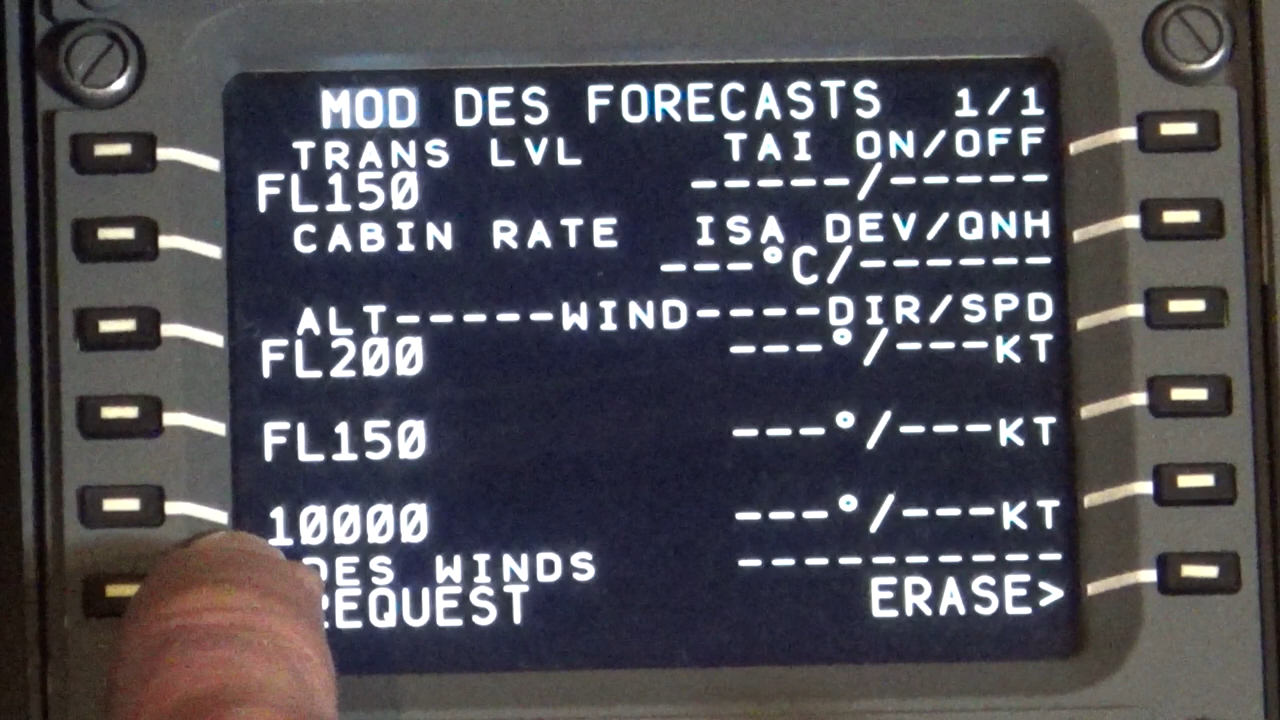 MOD DES FORECASTS 1/1
TRANS LVL TAI ON/OFF
FL150 -----/-----
CABIN RATE ISA DEV/QNH
---°C/------
ALT-----WIND----DIR/SPD
FL200 ---°/---KT
FL150 ---°/---KT
10000 ---°/---KT
DES WINDS ----------
REQUEST ERASE>